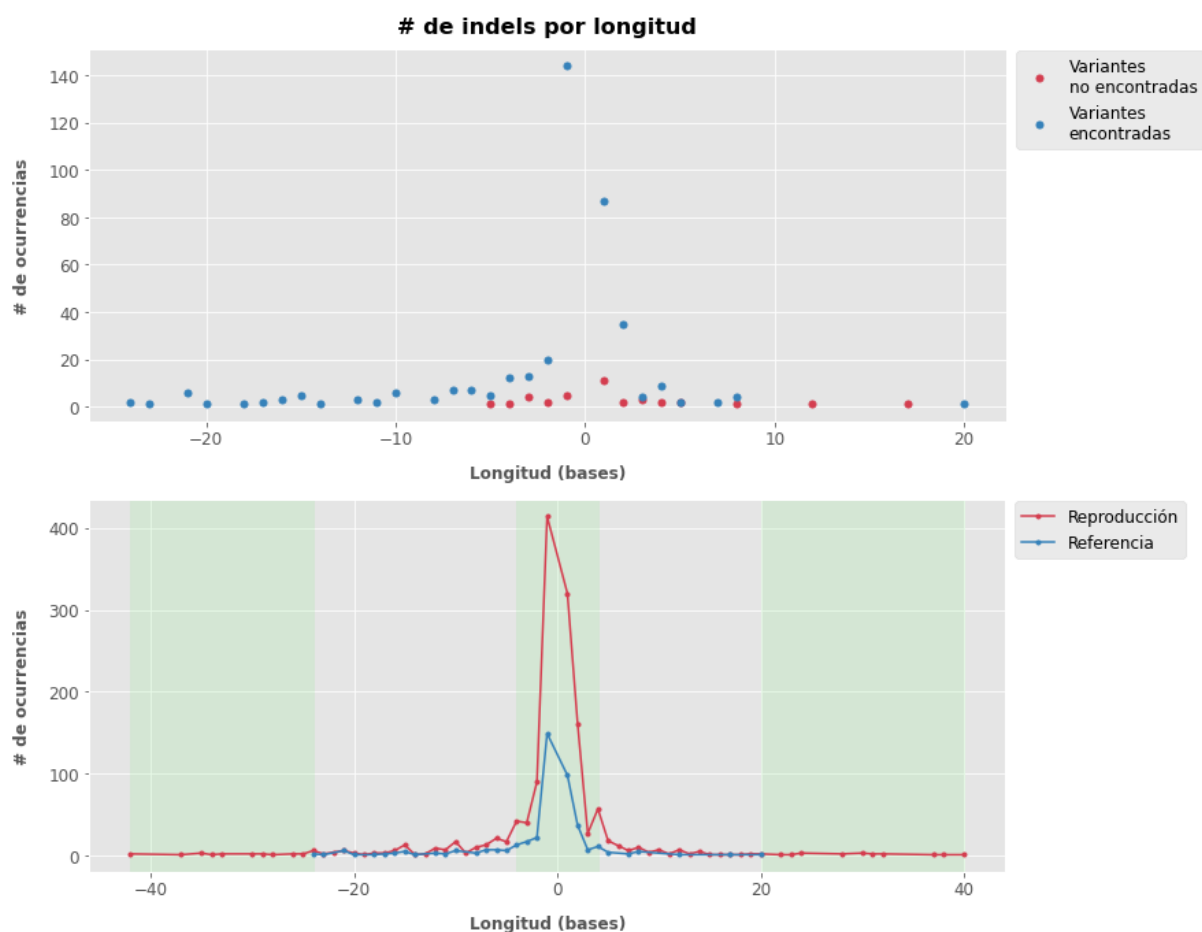 # de indels por longitud
140
120
100
80
60
40
20
0
# de ocurrencias
−20
−10
0
10
20
Longitud (bases)
Variantes
no encontradas
Variantes
encontradas
400
300
200
100
0
# de ocurrencias
−40
−20
0
20
40
Longitud (bases)
Reproducción
Referencia